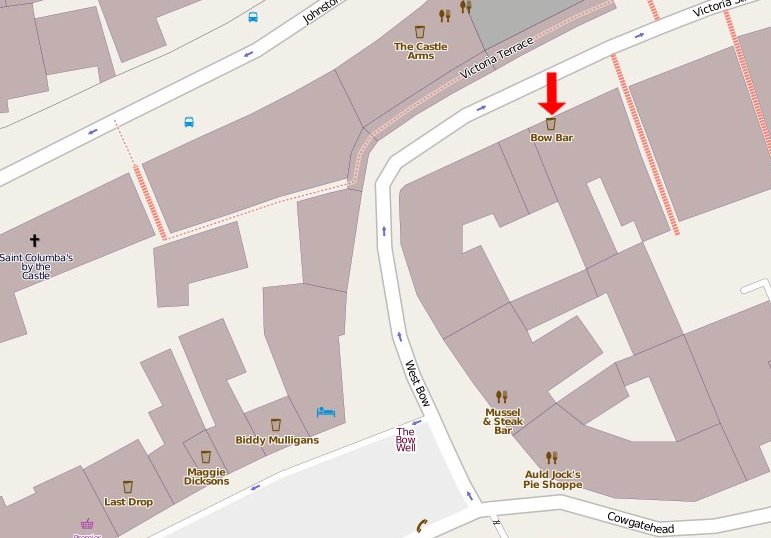 Johnston
Victoria St
The Castle
Arms
Victoria Terrace
Bow Bar
Saint Columba's
by the
Castle
West Bow
Mussel
& Steak
Bar
The
Bow
Well
Biddy Mulligans
Maggie
Dicksons
Auld Jock's
Pie Shoppe
Last Drop
Cowgatehead